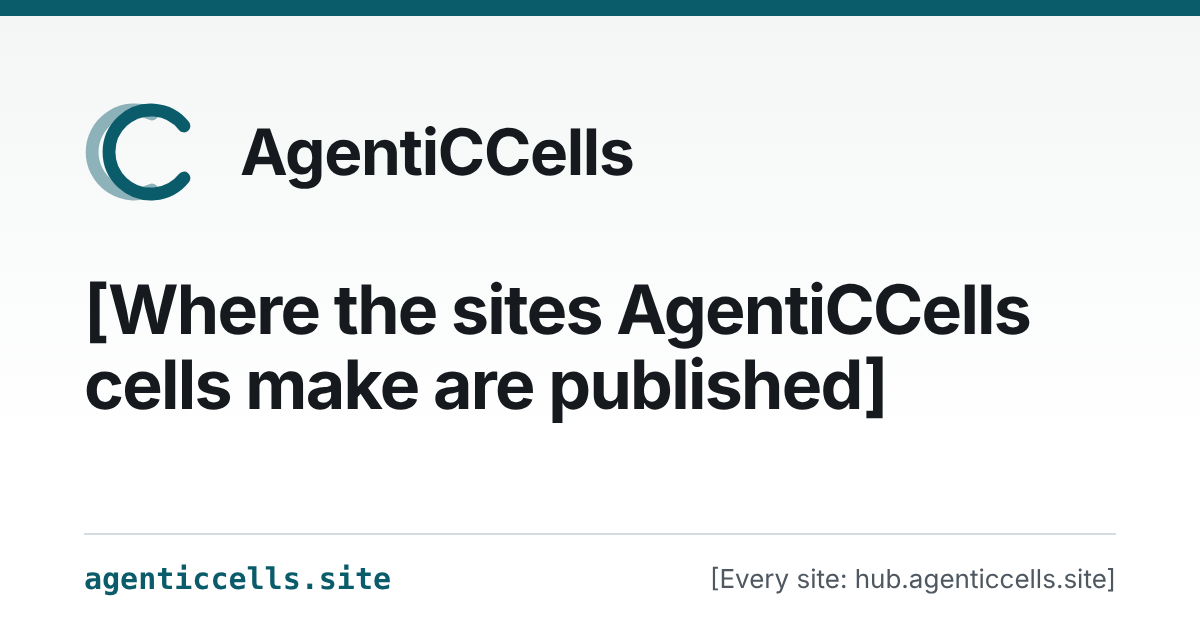 AgentiCCells
[Where the sites AgentiCCells
cells make are published]
agenticcells.site
[Every site: hub.agenticcells.site]